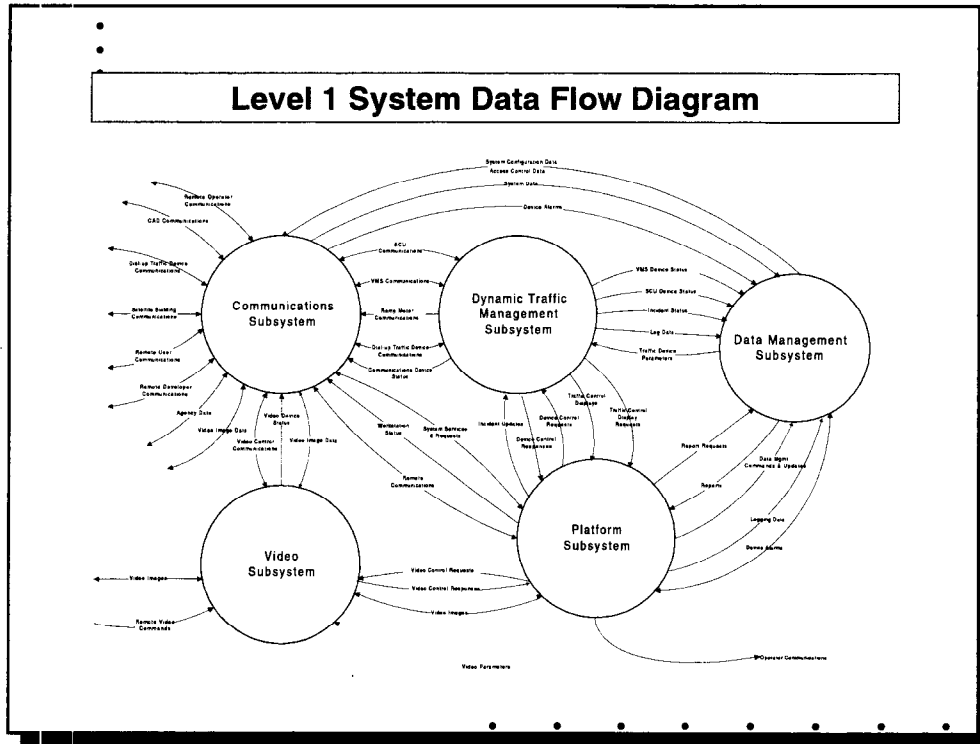 Level 1 System Data Flow Diagram
System Configuration Data
Access Control Data
System Data
Device Alarms
Remote Operator
Communications
CAD Communications
Dial-up Traffic Device
Communications
Satellite Building
Communications
Remote User
Communications
Remote Developer
Communications
Agency Data
Video Image Data
Communications
Subsystem
SCU
Communications
VMS Communications
Ramp Meter
Communications
Dial-up Traffic Device
Communications
Communications Device
Status
Dynamic Traffic
Management
Subsystem
VMS Device Status
SCU Device Status
Incident Status
Log Data
Traffic Device
Parameters
Data Management
Subsystem
Video Device
Status
Video Control
Communications
Video Image Data
Workstation
Status
System Services
& Requests
Remote
Communications
Incident Updates
Device Control
Responses
Device Control
Requests
Traffic Control
Displays
Traffic Control
Display
Requests
Report Requests
Data Mgmt
Commands & Updates
Reports
Logging Data
Device Alarms
Platform
Subsystem
Video
Subsystem
Video Images
Remote Video
Commands
Video Control Requests
Video Control Responses
Video Images
Operator Communications
Video Parameters